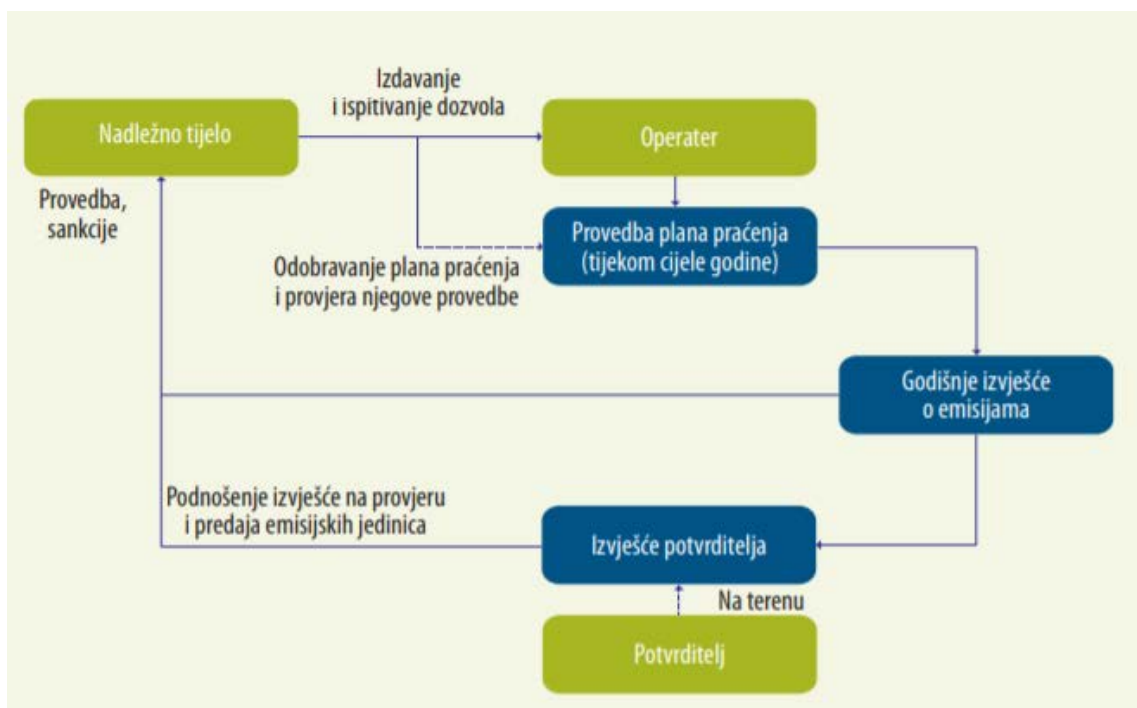 Izdavanje
i ispitivanje dozvola
Nadležno tijelo
Operater
Provedba,
sankcije
Provedba plana praćenja
(tijekom cijele godine)
Odobravanje plana praćenja
i provjera njegove provedbe
Godišnje izvješće
o emisijama
Podnošenje izvješće na provjeru
i predaja emisijskih jedinica
Izvješće potvrditelja
Na terenu
Potvrditelj